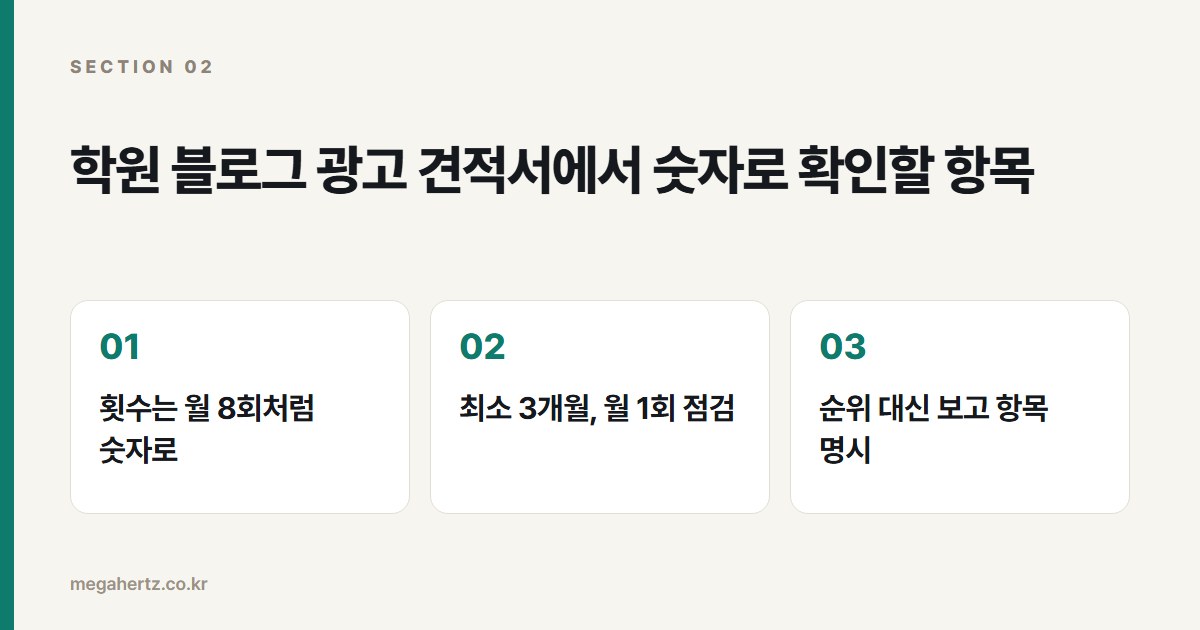 SECTION 02
학원 블로그 광고 견적서에서 숫자로 확인할 항목
01
횟수는 월 8회처럼
숫자로
02
최소 3개월, 월 1회 점검
03
순위 대신 보고 항목
명시
megahertz.co.kr